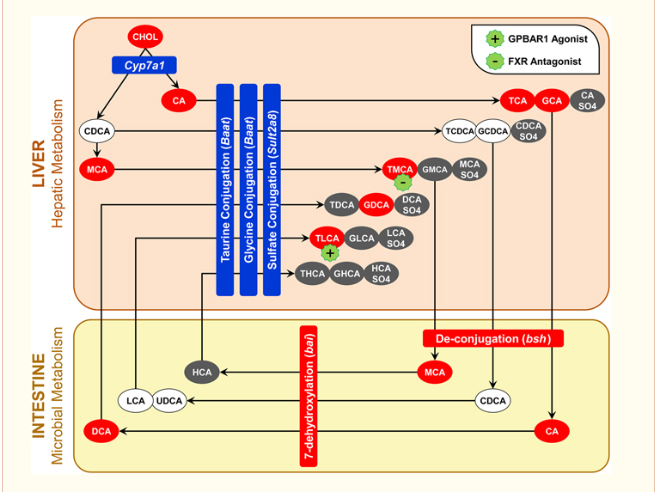 CHOL
GPBAR1 Agonist
+
FXR Antagonist
-
Cyp7a1
CA
TCA GCA CA SO4
CDCA
TCDCA GCDCA CDCA SO4
MCA
TMCA GMCA MCA SO4
-
TDCA GDCA DCA SO4
TLCA GLCA LCA SO4
+
THCA GHCA HCA SO4
Taurine Conjugation (Baat)
Glycine Conjugation (Baat)
Sulfate Conjugation (Sult2a8)
LIVER
Hepatic Metabolism
De-conjugation (bsh)
HCA
MCA
LCA UDCA
CDCA
DCA
CA
7-dehydroxylation (bai)
INTESTINE
Microbial Metabolism